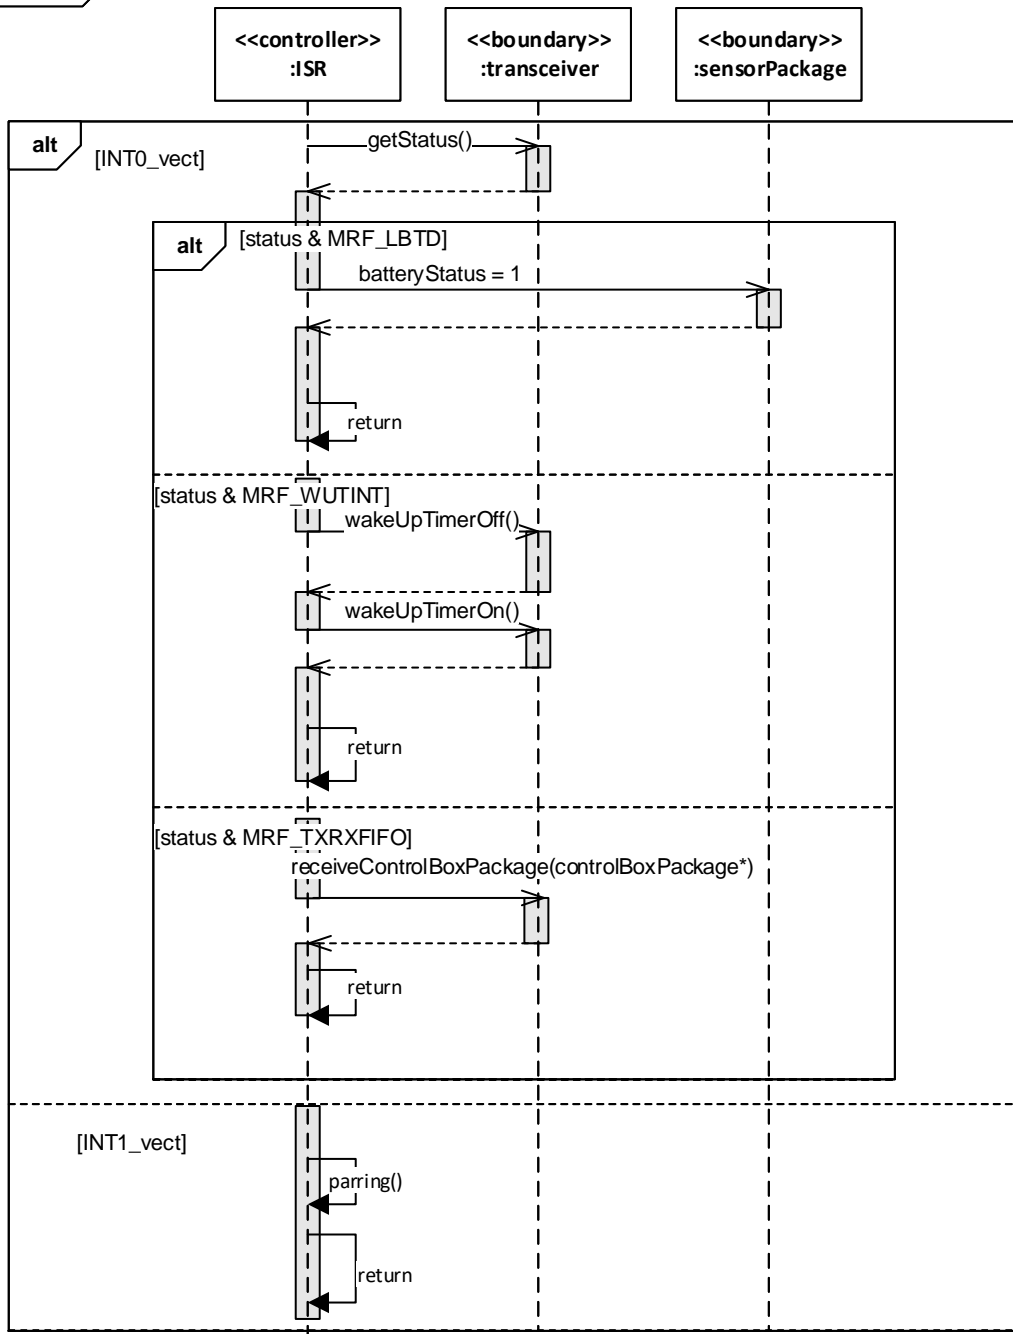 <<controller>>
:ISR
<<boundary>>
:transceiver
<<boundary>>
:sensorPackage
alt
[INT0_vect]
getStatus()
alt
[status & MRF_LBTD]
batteryStatus = 1
return
[status & MRF_WUTINT]
wakeUpTimerOff()
wakeUpTimerOn()
return
[status & MRF_TXRXFIFO]
receiveControlBoxPackage(controlBoxPackage*)
return
[INT1_vect]
parring()
return